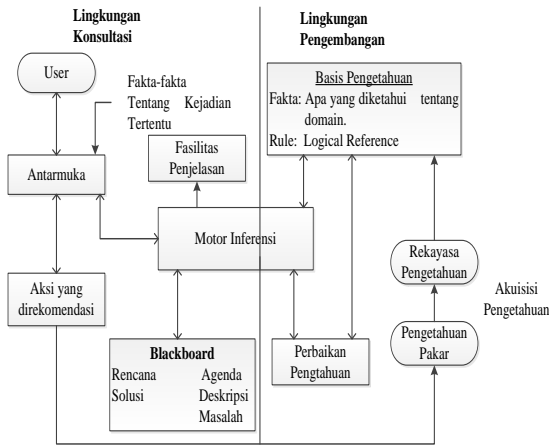 Lingkungan
Konsultasi
Lingkungan
Pengembangan
User
Fakta-fakta
Tentang Kejadian
Tertentu
Basis Pengetahuan
Fakta: Apa yang diketahui tentang
domain.
Rule: Logical Reference
Antarmuka
Fasilitas
Penjelasan
Motor Inferensi
Rekayasa
Pengetahuan
Akuisisi
Pengetahuan
Aksi yang
direkomendasi
Blackboard
Rencana Agenda
Solusi Deskripsi
Masalah
Perbaikan
Pengtahuan
Pengetahuan
Pakar